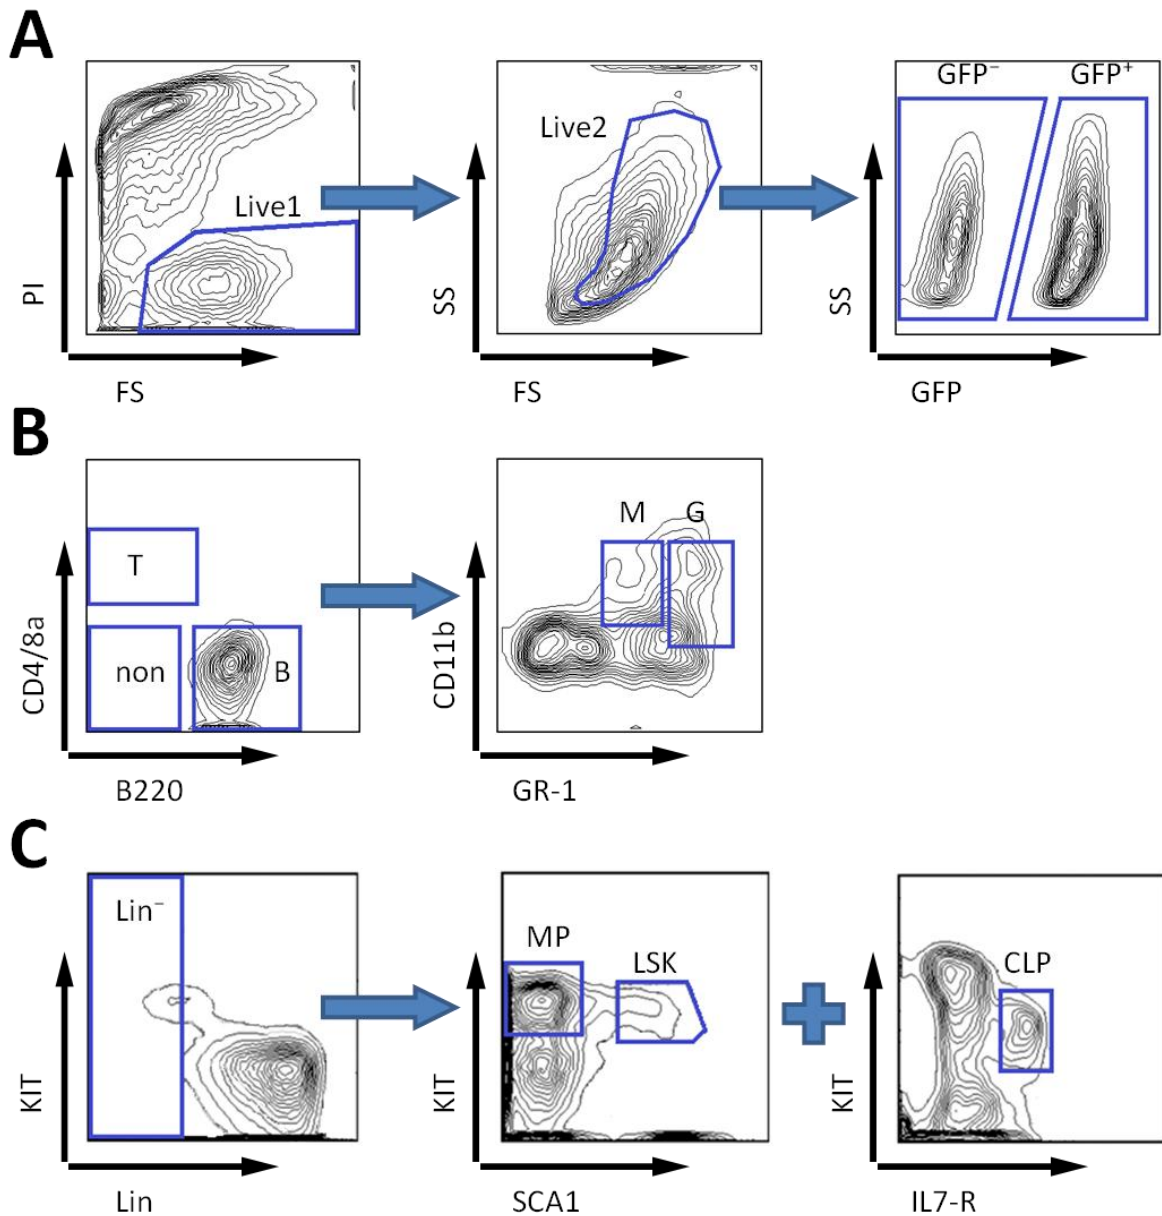 A
PI
FS
Live1
SS
FS
Live2
SS
GFP
GFP⁻
GFP⁺
B
CD4/8a
B220
T
non
B
CD11b
GR-1
M
G
C
KIT
Lin
Lin⁻
KIT
SCA1
MP
LSK
KIT
IL7-R
CLP